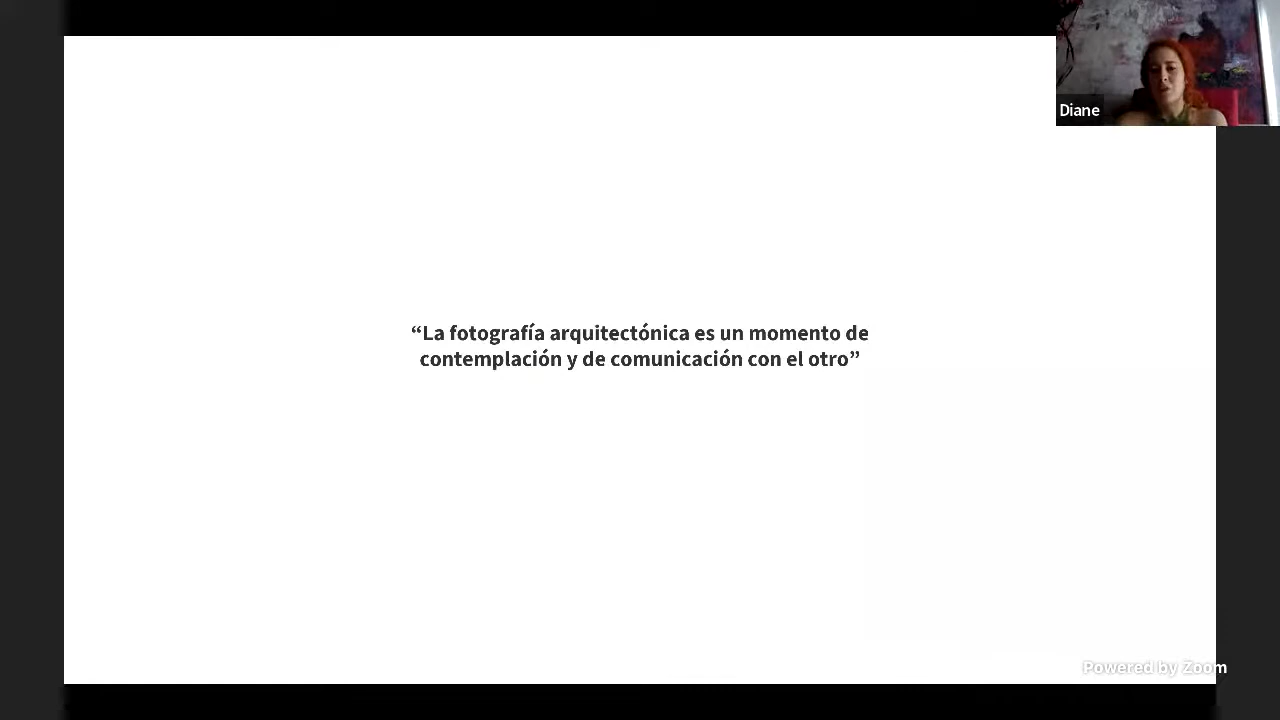 Diane
“La fotografía arquitectónica es un momento de
contemplación y de comunicación con el otro”
Powered by Zoom